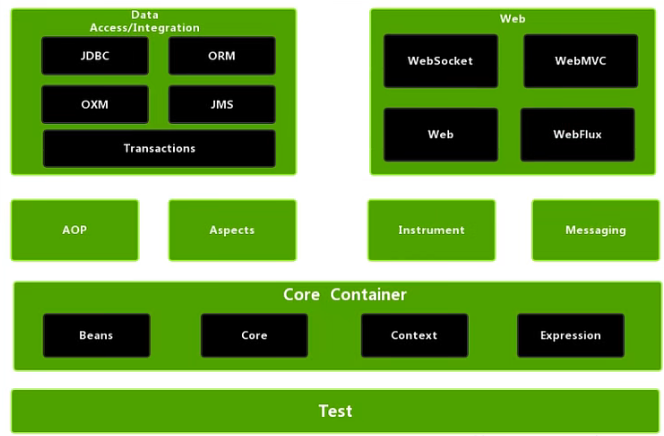 Data
Access/Integration
JDBC
ORM
OXM
JMS
Transactions
Web
WebSocket
WebMVC
Web
WebFlux
AOP
Aspects
Instrument
Messaging
Core Container
Beans
Core
Context
Expression
Test